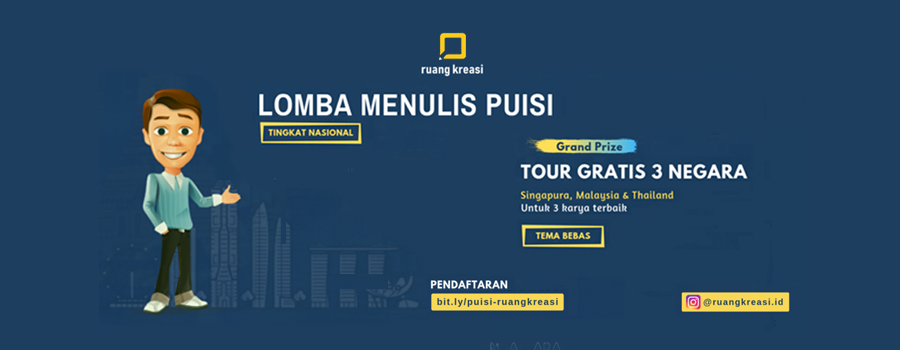 ruang kreasi
LOMBA MENULIS PUISI
TINGKAT NASIONAL
Grand Prize
TOUR GRATIS 3 NEGARA
Singapura, Malaysia & Thailand
Untuk 3 karya terbaik
TEMA BEBAS
PENDAFTARAN
bit.ly/puisi-ruangkreasi
@ruangkreasi.id